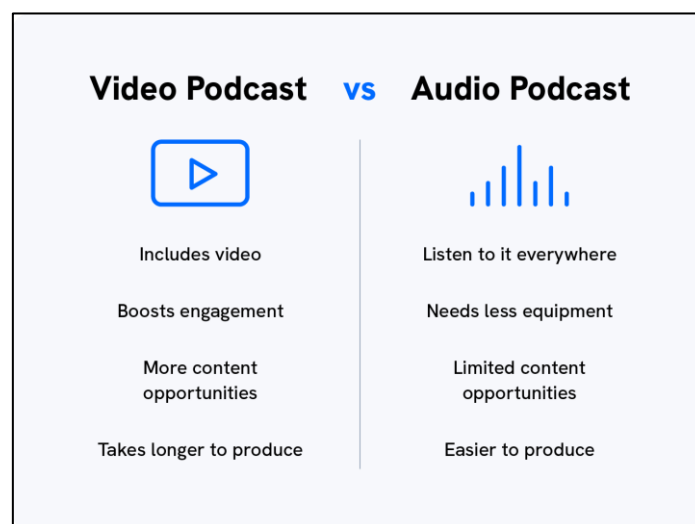 Video Podcast vs Audio Podcast
Includes video
Listen to it everywhere
Boosts engagement
Needs less equipment
More content
opportunities
Limited content
opportunities
Takes longer to produce
Easier to produce